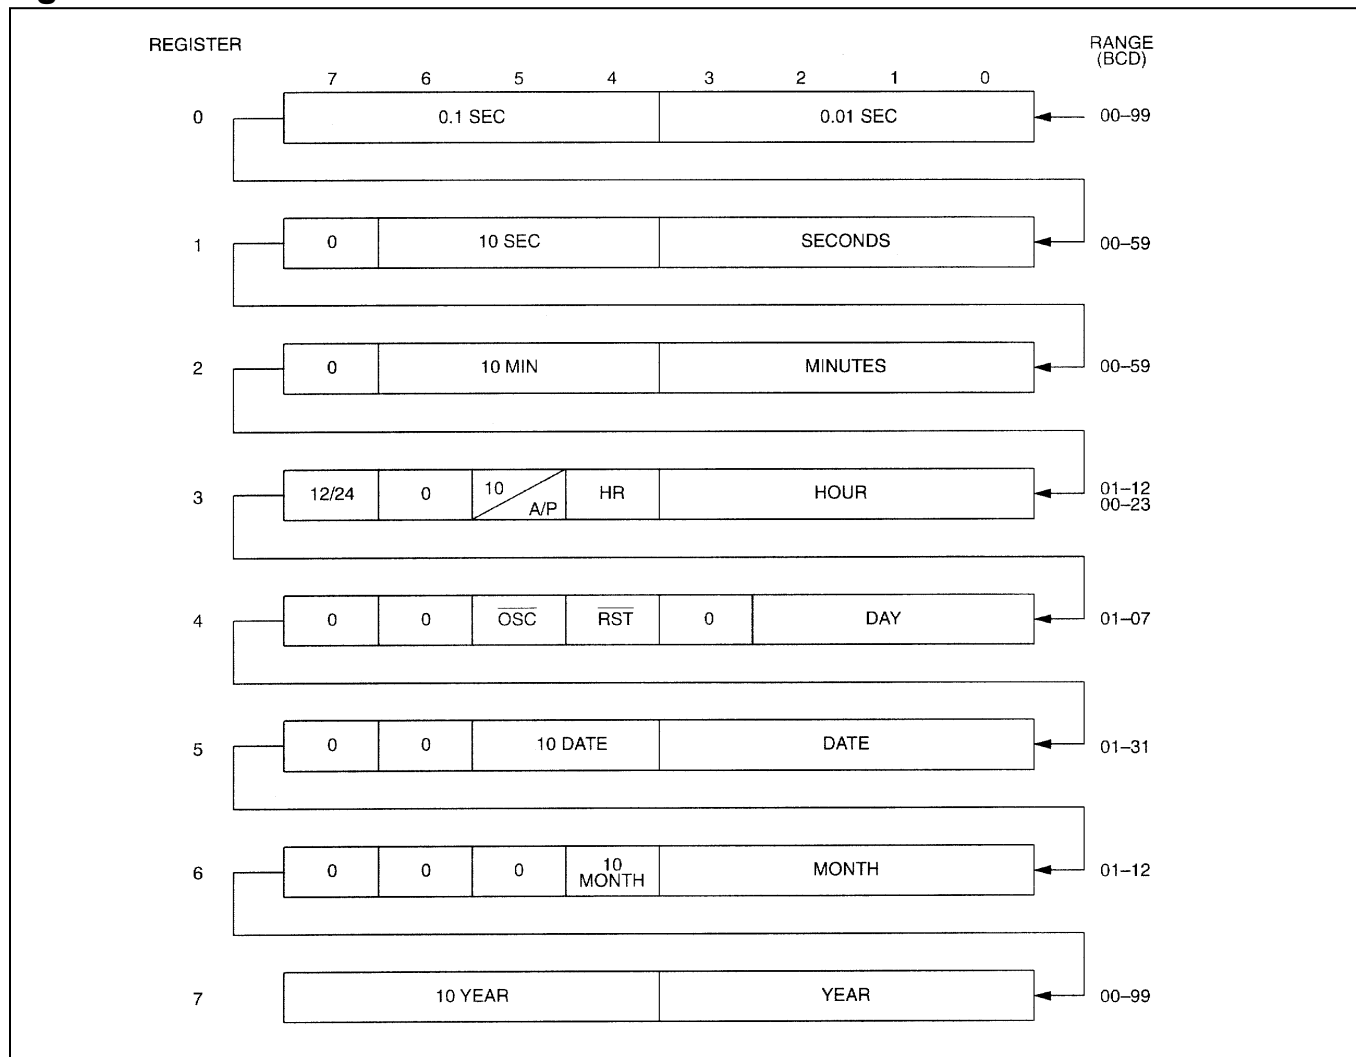 REGISTER
RANGE
(BCD)
7 6 5 4 3 2 1 0
0 0.1 SEC 0.01 SEC 00–99
1 0 10 SEC SECONDS 00–59
2 0 10 MIN MINUTES 00–59
3 12/24 0 10 A/P HR HOUR 01–12
00–23
4 0 0 OSC RST 0 DAY 01–07
5 0 0 10 DATE DATE 01–31
6 0 0 0 10 MONTH MONTH 01–12
7 10 YEAR YEAR 00–99